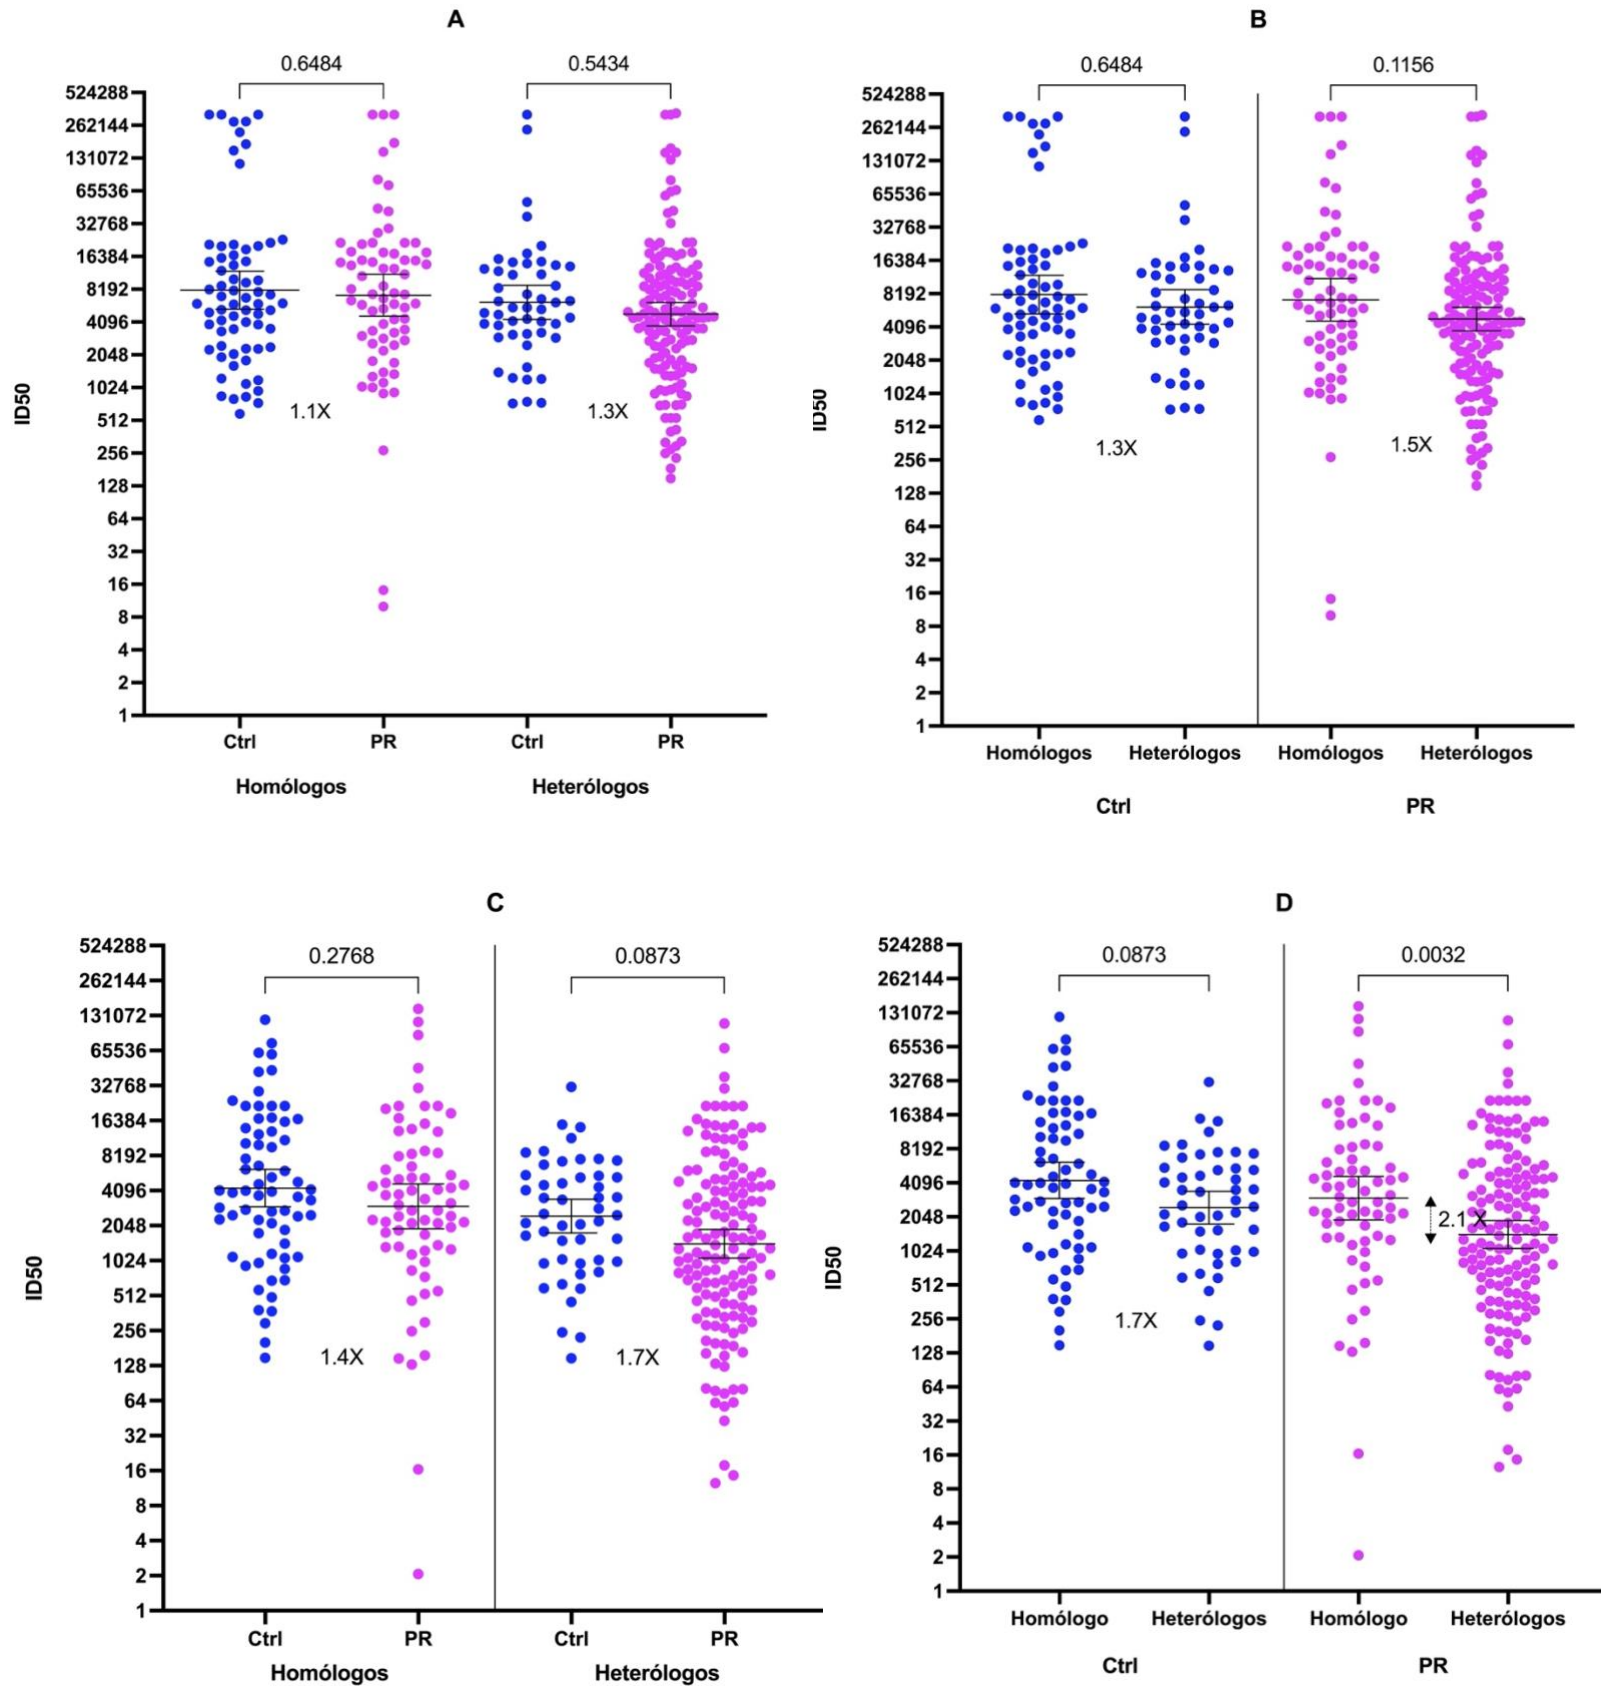 A
0.6484
0.5434
524288
262144
131072
65536
32768
16384
8192
4096
2048
1024
512
256
128
64
32
16
8
4
2
1
ID50
1.1X
1.3X
Ctrl
PR
Ctrl
PR
Homólogos
Heterólogos
B
0.6484
0.1156
524288
262144
131072
65536
32768
16384
8192
4096
2048
1024
512
256
128
64
32
16
8
4
2
1
ID50
1.3X
1.5X
Homólogos
Heterólogos
Homólogos
Heterólogos
Ctrl
PR
C
0.2768
0.0873
524288
262144
131072
65536
32768
16384
8192
4096
2048
1024
512
256
128
64
32
16
8
4
2
1
ID50
1.4X
1.7X
Ctrl
PR
Ctrl
PR
Homólogos
Heterólogos
D
0.0873
0.0032
524288
262144
131072
65536
32768
16384
8192
4096
2048
1024
512
256
128
64
32
16
8
4
2
1
ID50
2.1 X
1.7X
Homólogo
Heterólogos
Homólogo
Heterólogos
Ctrl
PR